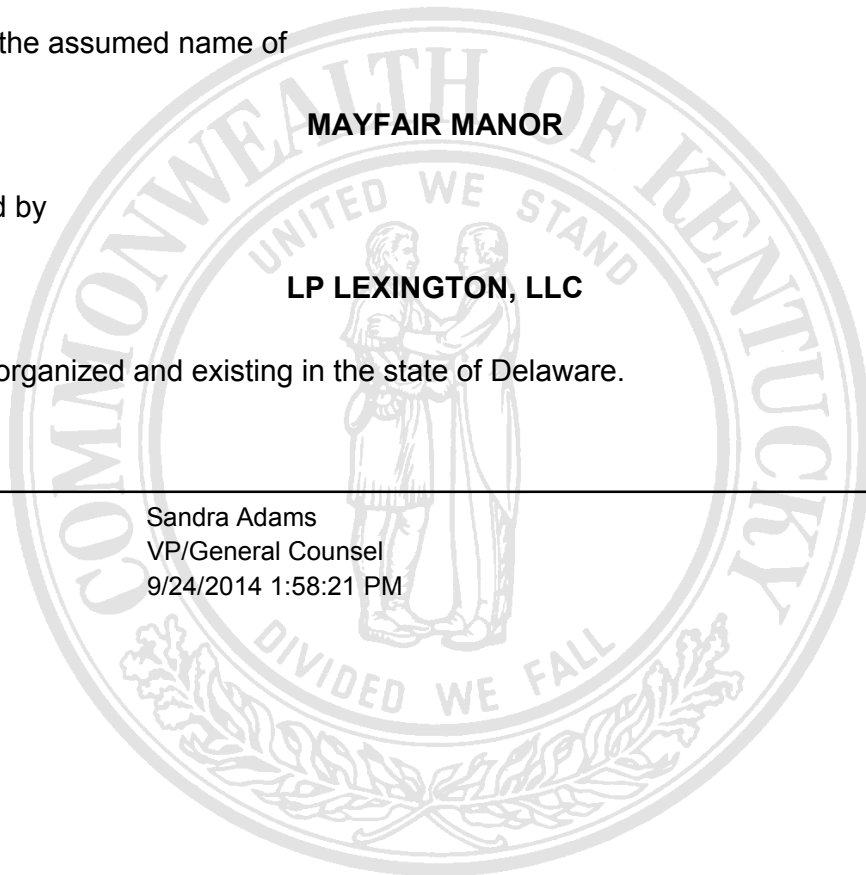 the assumed name of
MAYFAIR MANOR
d by
LP LEXINGTON, LLC
organized and existing in the state of Delaware.
Sandra Adams
VP/General Counsel
9/24/2014 1:58:21 PM
COMMONWEALTH OF KENTUCKY
UNITED WE STAND
DIVIDED WE FALL